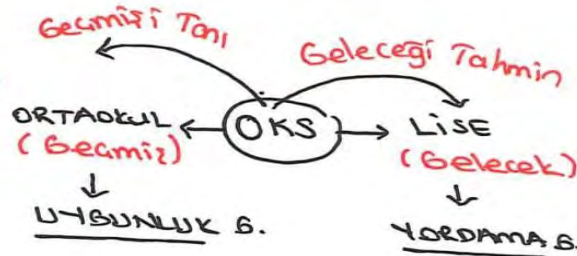 Geçmişi Tanı
Geleceği Tahmin
ORTAOKUL ← OKS → LİSE
(Geçmiş) (Gelecek)
UYGUNLUK G. YORDAMA G.